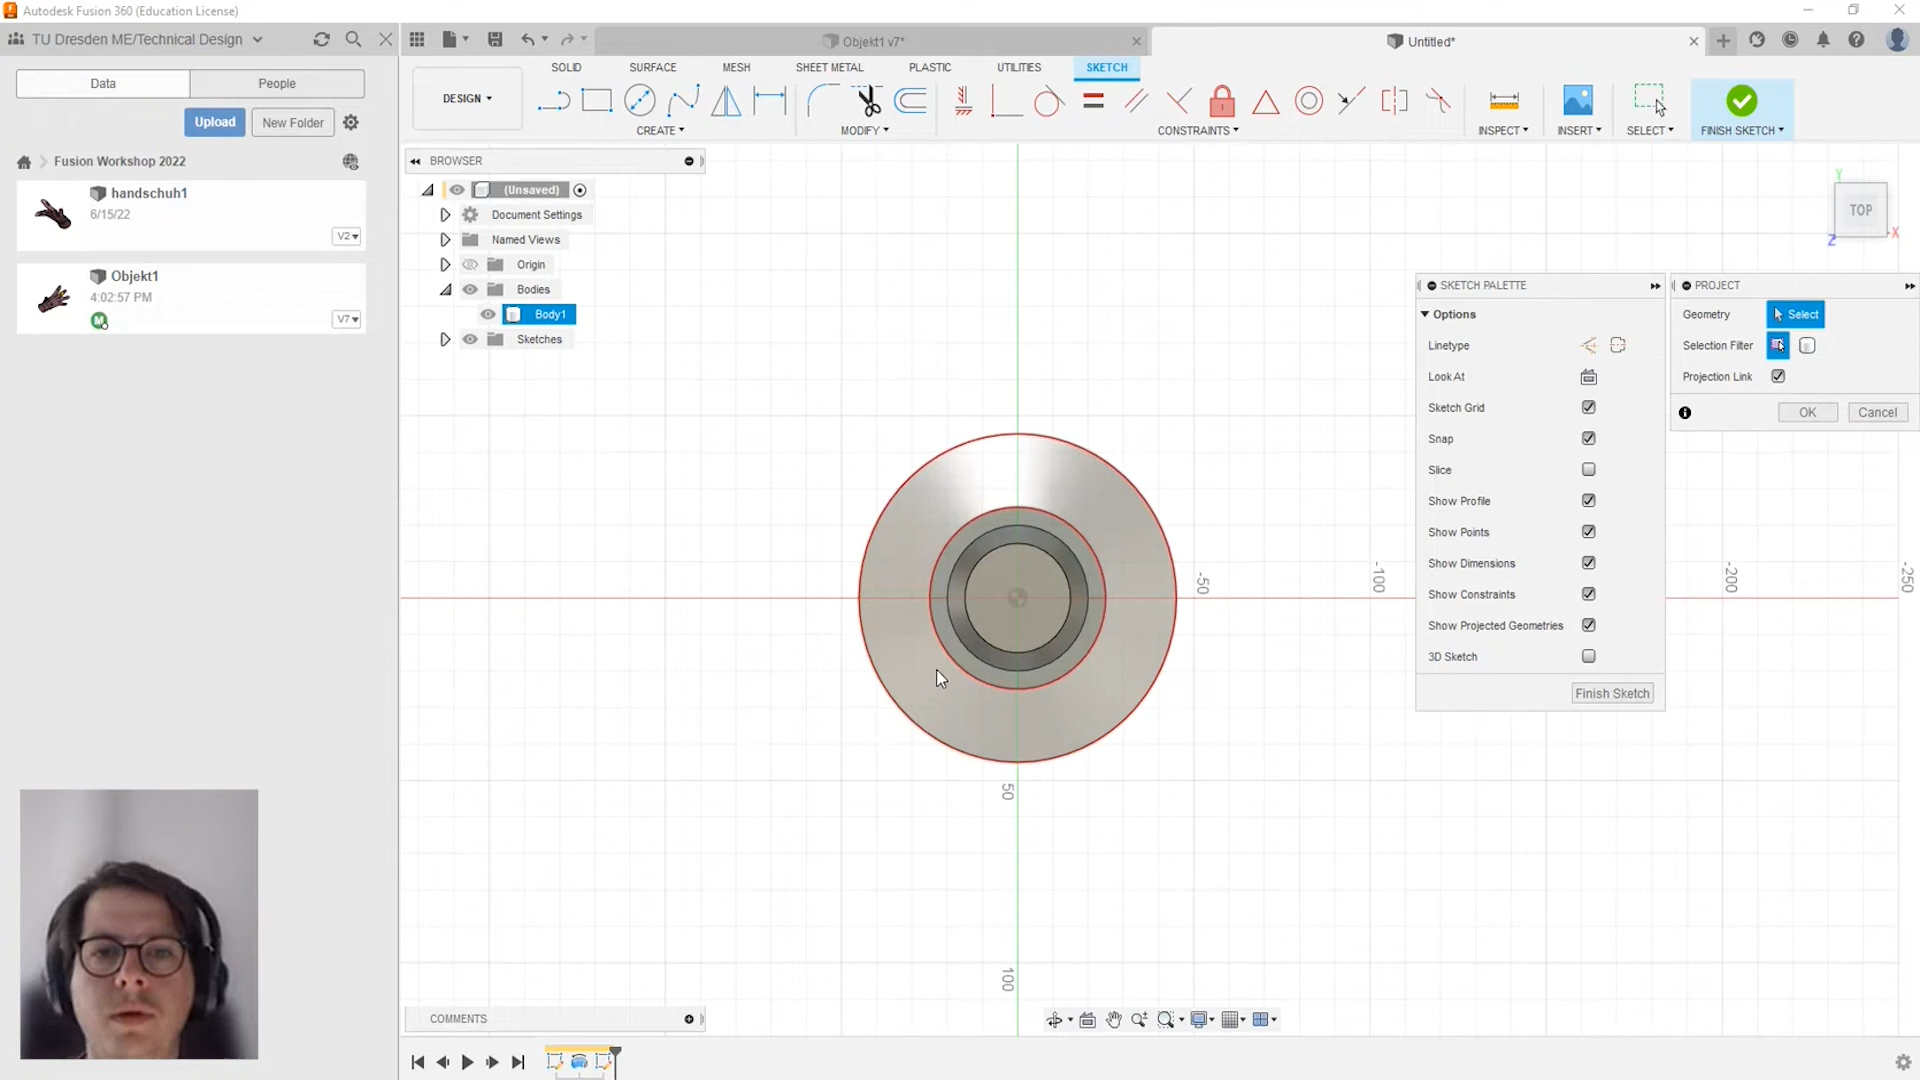 Autodesk Fusion 360 (Education License)
TU Dresden ME/Technical Design
Objekt1 v7*
Untitled*
Data
People
Upload
New Folder
Fusion Workshop 2022
handschuh1
6/15/22
V2
Objekt1
4:02:57 PM
M
V7
DESIGN
SOLID
SURFACE
MESH
SHEET METAL
PLASTIC
UTILITIES
SKETCH
CREATE
MODIFY
CONSTRAINTS
INSPECT
INSERT
SELECT
FINISH SKETCH
BROWSER
(Unsaved)
Document Settings
Named Views
Origin
Bodies
Body1
Sketches
Y
TOP
X
Z
SKETCH PALETTE
Options
Linetype
Look At
Sketch Grid
Snap
Slice
Show Profile
Show Points
Show Dimensions
Show Constraints
Show Projected Geometries
3D Sketch
Finish Sketch
PROJECT
Geometry
Select
Selection Filter
Projection Link
OK
Cancel
-50
-100
-200
-250
50
100
COMMENTS